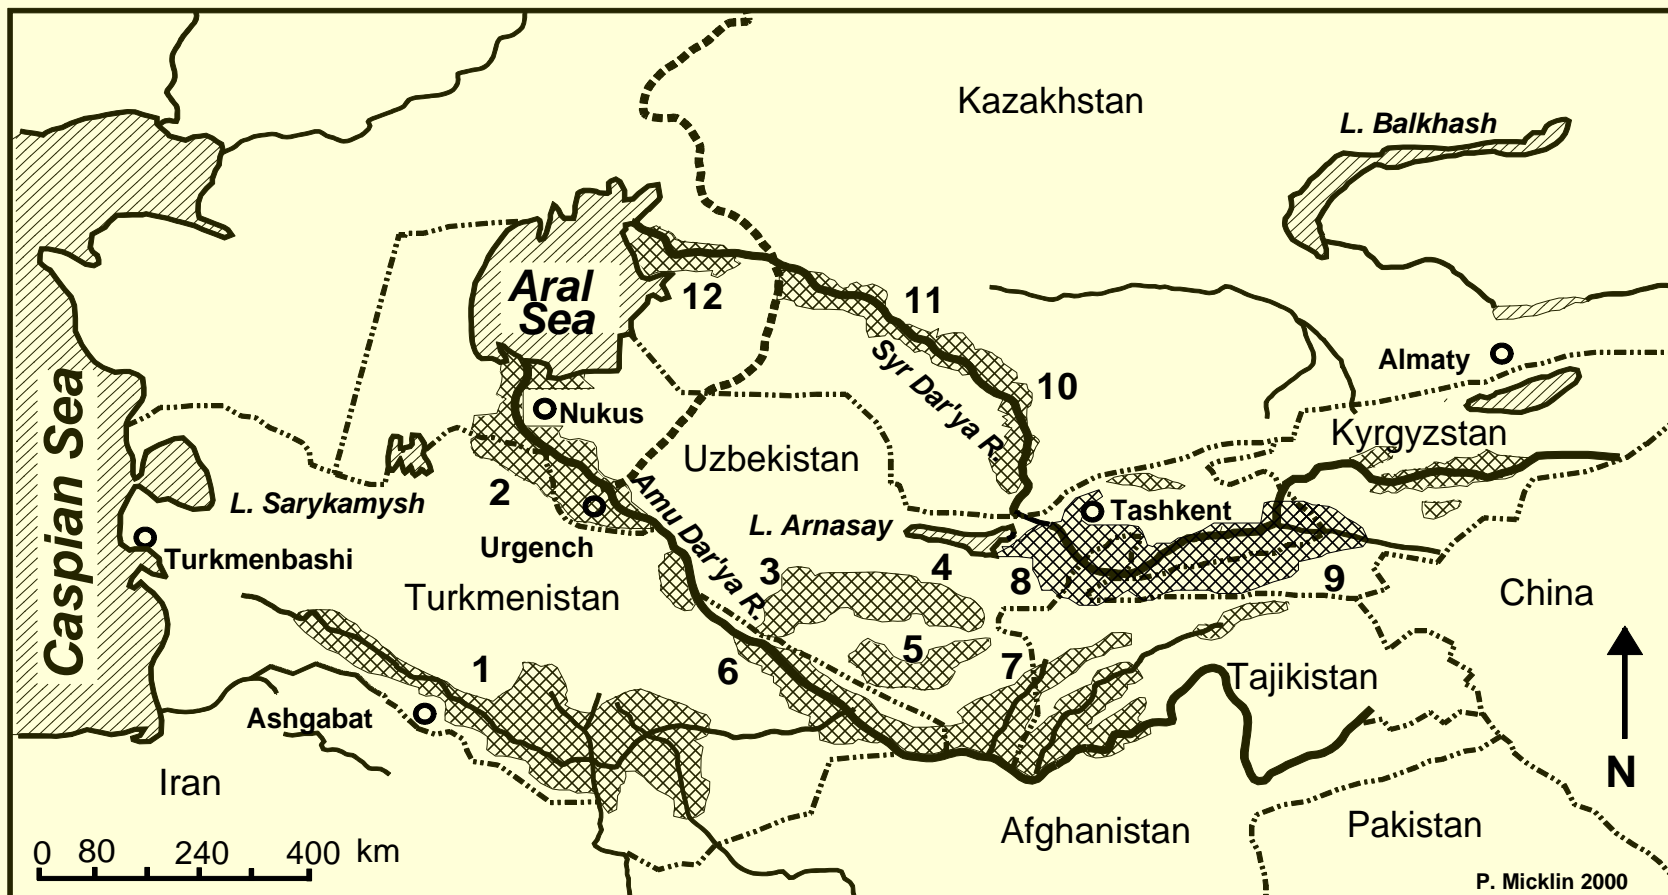 Kazakhstan
L. Balkhash
Aral
Sea
12
11
Syr Dar'ya R.
10
Almaty
Caspian Sea
Nukus
Kyrgyzstan
Uzbekistan
2
L. Sarykamysh
Amu Dar'ya R.
L. Arnasay
Tashkent
Turkmenbashi
Urgench
3
4
8
9
Turkmenistan
China
5
6
7
1
Tajikistan
Ashgabat
N
Iran
Afghanistan
Pakistan
0 80 240 400 km
P. Micklin 2000